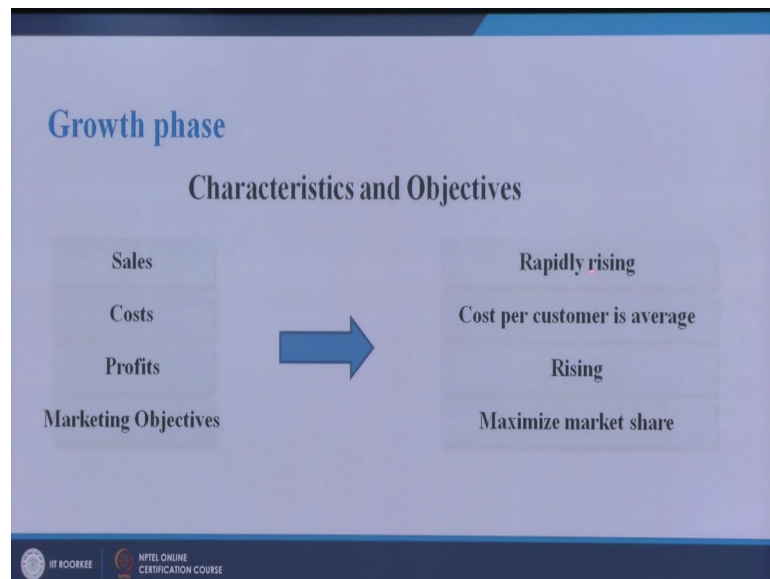 Growth phase
Characteristics and Objectives
Sales
Rapidly rising
Costs
Cost per customer is average
Profits
Rising
Marketing Objectives
Maximize market share
IIT ROORKEE
NPTEL ONLINE
CERTIFICATION COURSE